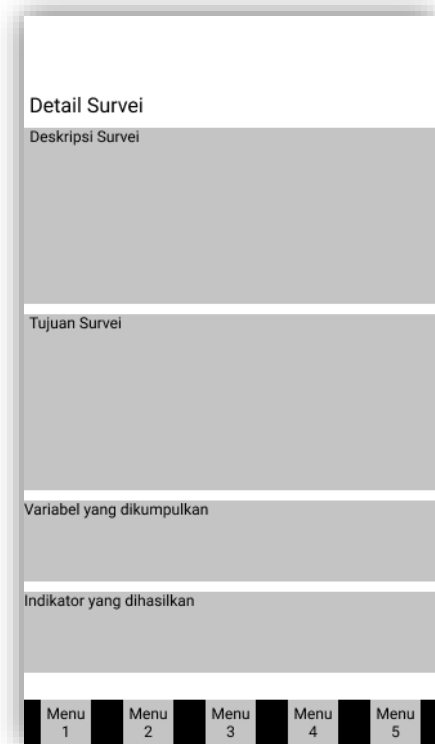 Detail Survei
Deskripsi Survei
Tujuan Survei
Variabel yang dikumpulkan
Indikator yang dihasilkan
Menu Menu Menu Menu Menu
1 2 3 4 5